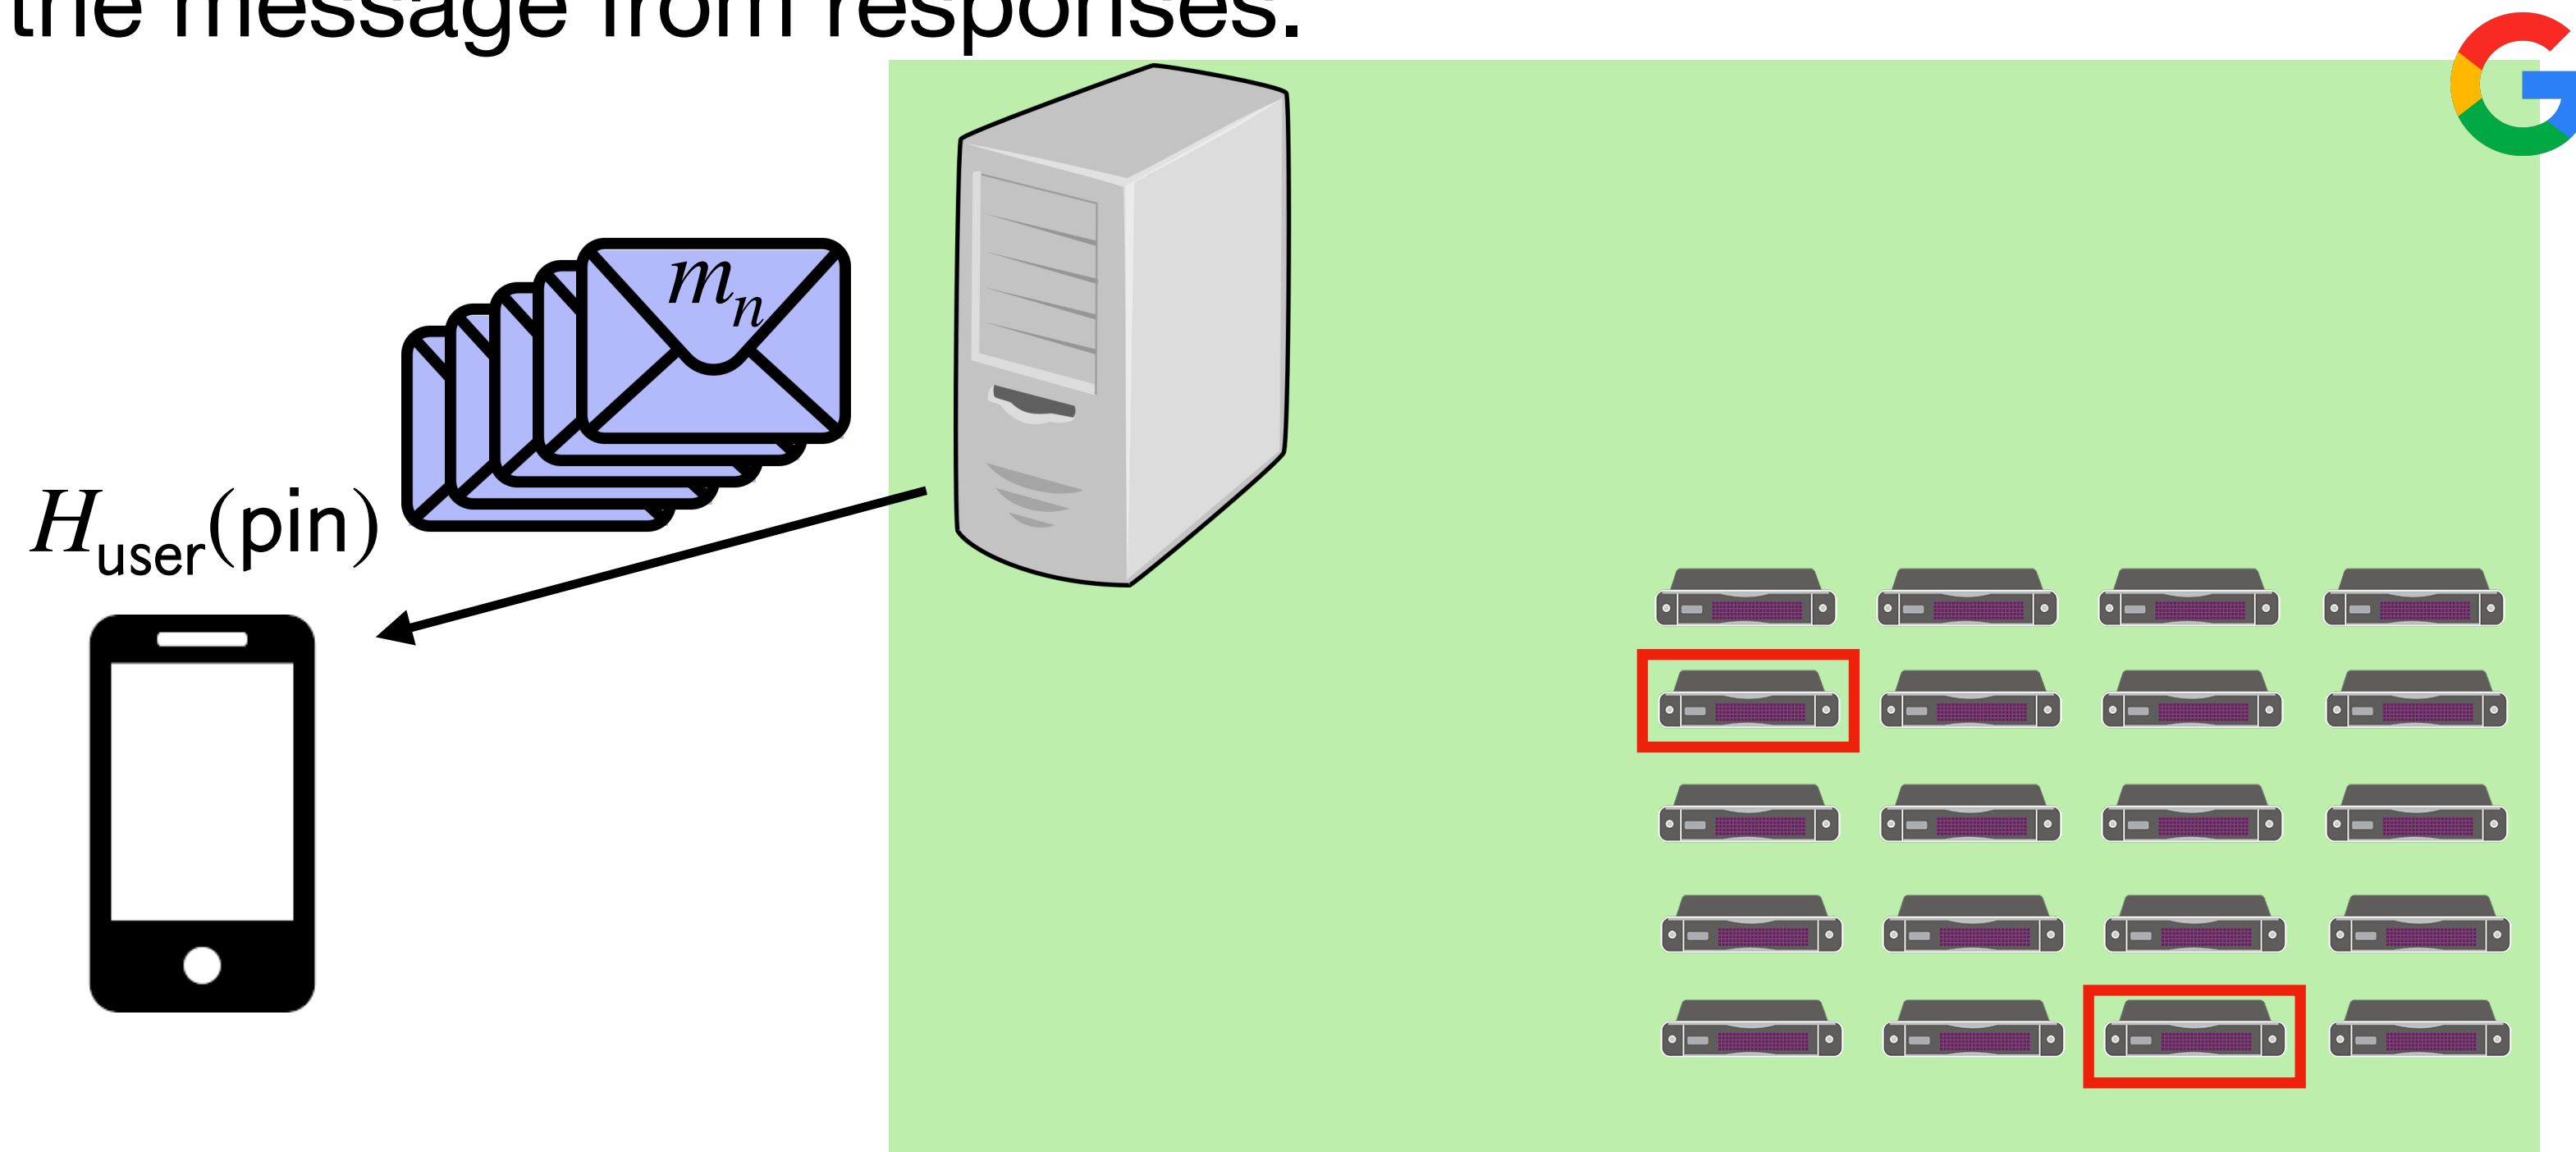 the message from responses.
m_n
H_user(pin)